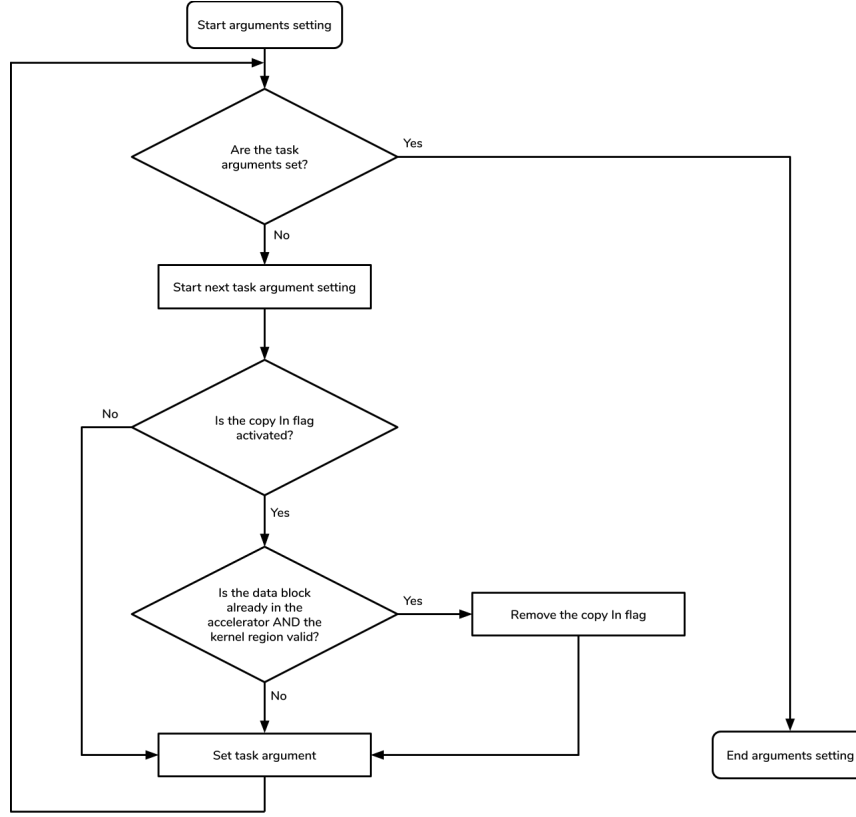 Start arguments setting
Are the task
arguments set?
Yes
No
Start next task argument setting
Is the copy In flag
activated?
No
Yes
Is the data block
already in the
accelerator AND the
kernel region valid?
Yes
Remove the copy In flag
No
Set task argument
End arguments setting